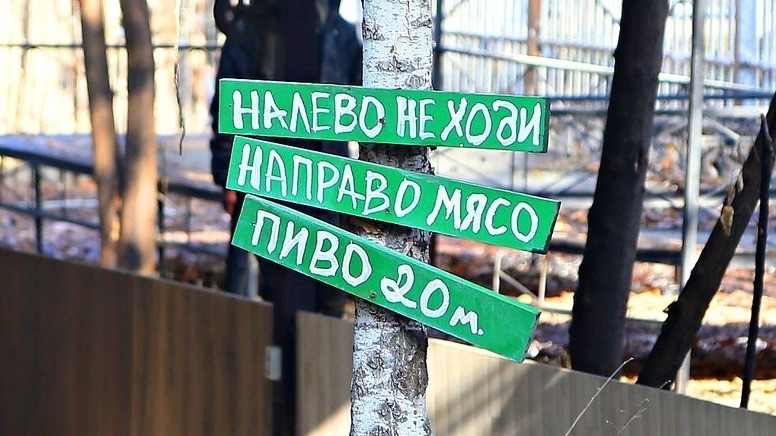 НАЛЕВО НЕ ХОДИ
НАПРАВО МЯСО
ПИВО 20м.